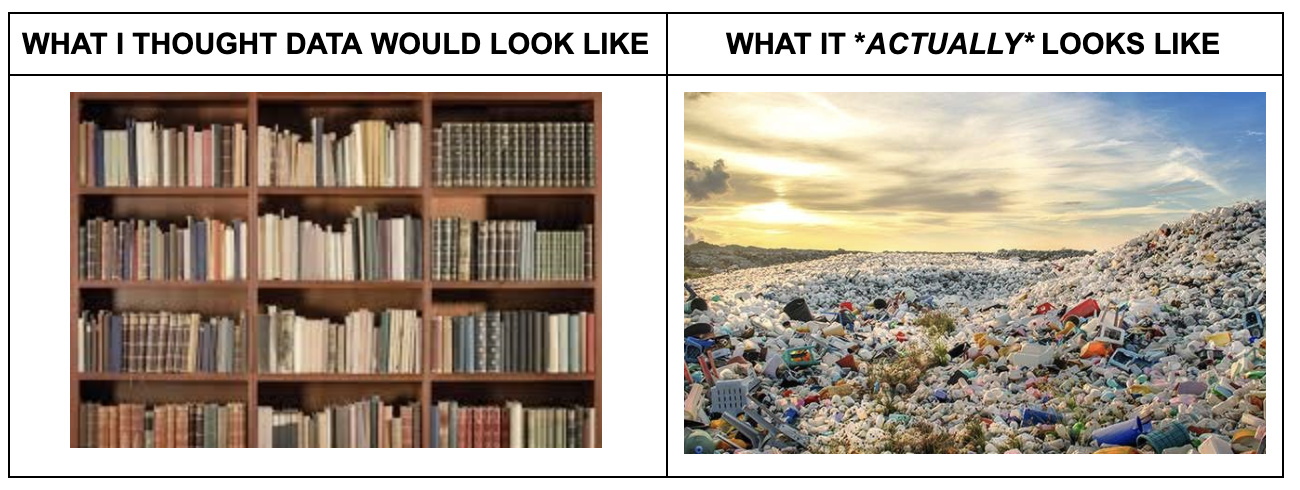 WHAT I THOUGHT DATA WOULD LOOK LIKE
WHAT IT *ACTUALLY* LOOKS LIKE